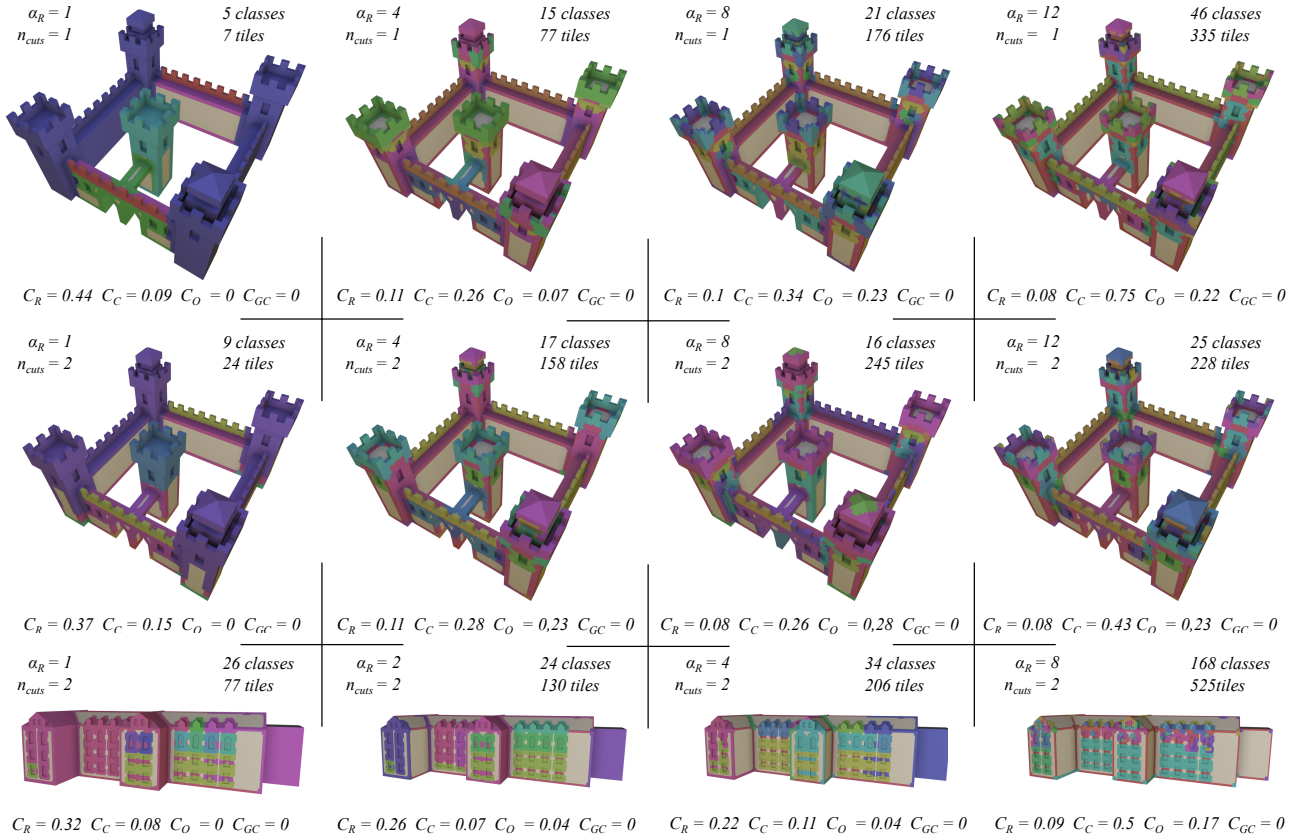 α_R = 1 5 classes
n_cuts = 1 7 tiles
α_R = 4 15 classes
n_cuts = 1 77 tiles
α_R = 8 21 classes
n_cuts = 1 176 tiles
α_R = 12 46 classes
n_cuts = 1 335 tiles
C_R = 0.44 C_C = 0.09 C_O = 0 C_GC = 0
C_R = 0.11 C_C = 0.26 C_O = 0.07 C_GC = 0
C_R = 0.1 C_C = 0.34 C_O = 0.23 C_GC = 0
C_R = 0.08 C_C = 0.75 C_O = 0.22 C_GC = 0
α_R = 1 9 classes
n_cuts = 2 24 tiles
α_R = 4 17 classes
n_cuts = 2 158 tiles
α_R = 8 16 classes
n_cuts = 2 245 tiles
α_R = 12 25 classes
n_cuts = 2 228 tiles
C_R = 0.37 C_C = 0.15 C_O = 0 C_GC = 0
C_R = 0.11 C_C = 0.28 C_O = 0,23 C_GC = 0
C_R = 0.08 C_C = 0.26 C_O = 0,28 C_GC = 0
C_R = 0.08 C_C = 0.43 C_O = 0,23 C_GC = 0
α_R = 1 26 classes
n_cuts = 2 77 tiles
α_R = 2 24 classes
n_cuts = 2 130 tiles
α_R = 4 34 classes
n_cuts = 2 206 tiles
α_R = 8 168 classes
n_cuts = 2 525tiles
C_R = 0.32 C_C = 0.08 C_O = 0 C_GC = 0
C_R = 0.26 C_C = 0.07 C_O = 0.04 C_GC = 0
C_R = 0.22 C_C = 0.11 C_O = 0.04 C_GC = 0
C_R = 0.09 C_C = 0.5 C_O = 0.17 C_GC = 0